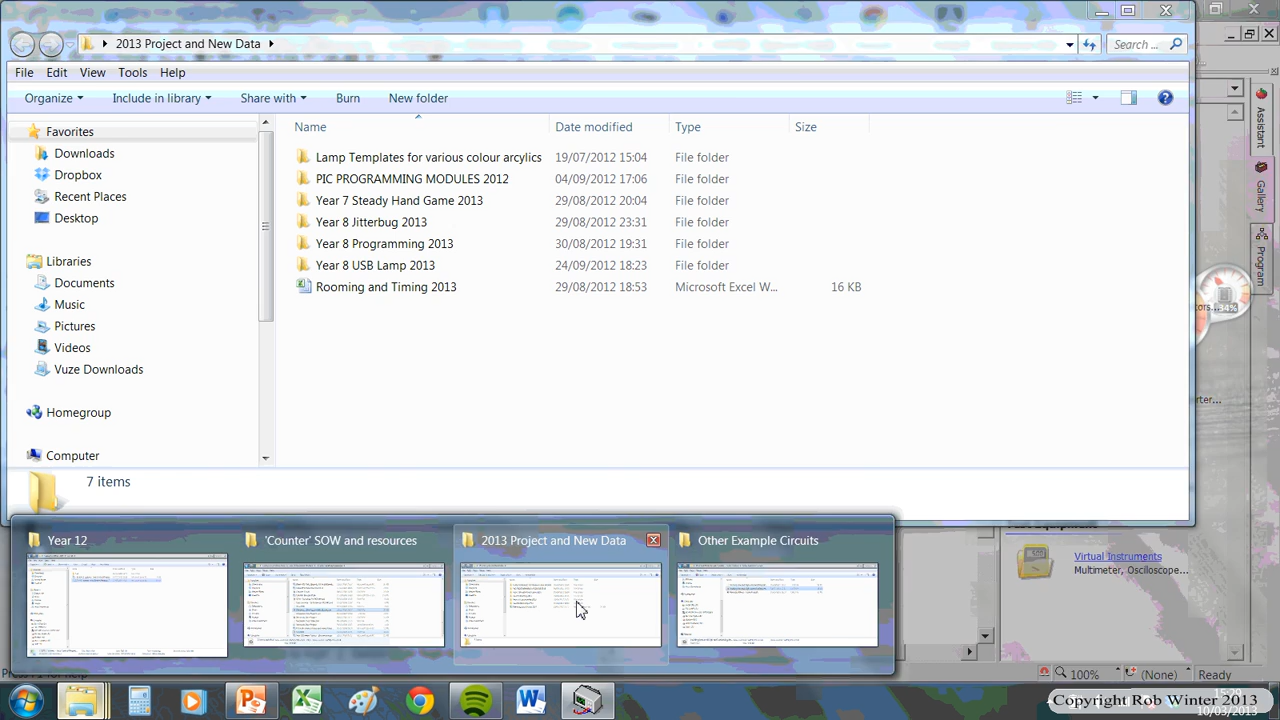 2013 Project and New Data
Search ...
File Edit View Tools Help
Organize Include in library Share with Burn New folder
Name Date modified Type Size
Favorites
Downloads
Dropbox
Recent Places
Desktop
Libraries
Documents
Music
Pictures
Videos
Vuze Downloads
Homegroup
Computer
Lamp Templates for various colour arcylics 19/07/2012 15:04 File folder
PIC PROGRAMMING MODULES 2012 04/09/2012 17:06 File folder
Year 7 Steady Hand Game 2013 29/08/2012 20:04 File folder
Year 8 Jitterbug 2013 29/08/2012 23:31 File folder
Year 8 Programming 2013 30/08/2012 19:31 File folder
Year 8 USB Lamp 2013 24/09/2012 18:23 File folder
Rooming and Timing 2013 29/08/2012 18:53 Microsoft Excel W... 16 KB
7 items
Assistant
Gallery
Program
Year 12 'Counter' SOW and resources 2013 Project and New Data Other Example Circuits
Virtual Instruments
Multimeter, Oscilloscope...
100% (None) Ready
Copyright Rob Winter 2013
10/03/2013